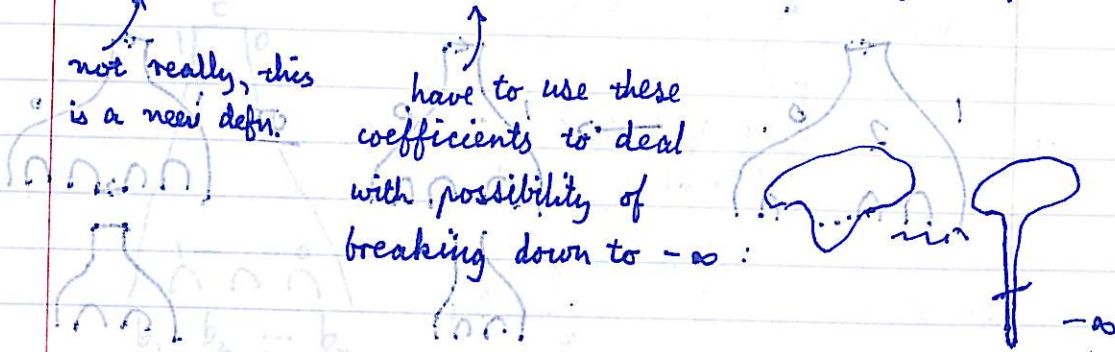 not really, this
is a new defn.
have to use these
coefficients to deal
with possibility of
breaking down to -∞ :
-∞